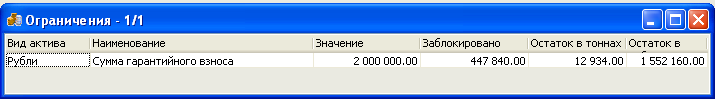 Ограничения - 1/1
Вид актива Наименование Значение Заблокировано Остаток в тоннах Остаток в
Рубли Сумма гарантийного взноса 2 000 000.00 447 840.00 12 934.00 1 552 160.00